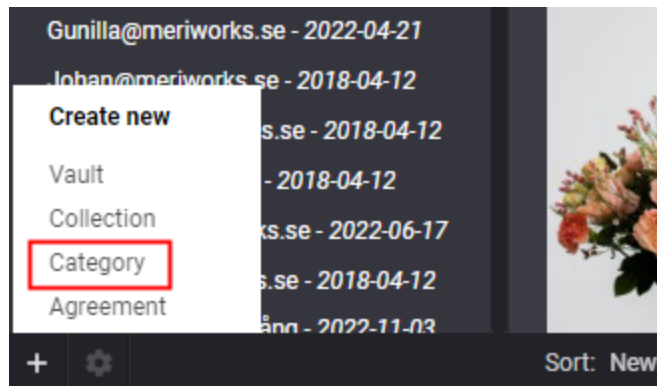 Gunilla@meriworks.se - 2022-04-21
Johan@meriworks.se - 2018-04-12
Create new
s.se - 2018-04-12
Vault
- 2018-04-12
Collection
ks.se - 2022-06-17
Category
s.se - 2018-04-12
Agreement
ång - 2022-11-03
+
Sort: New